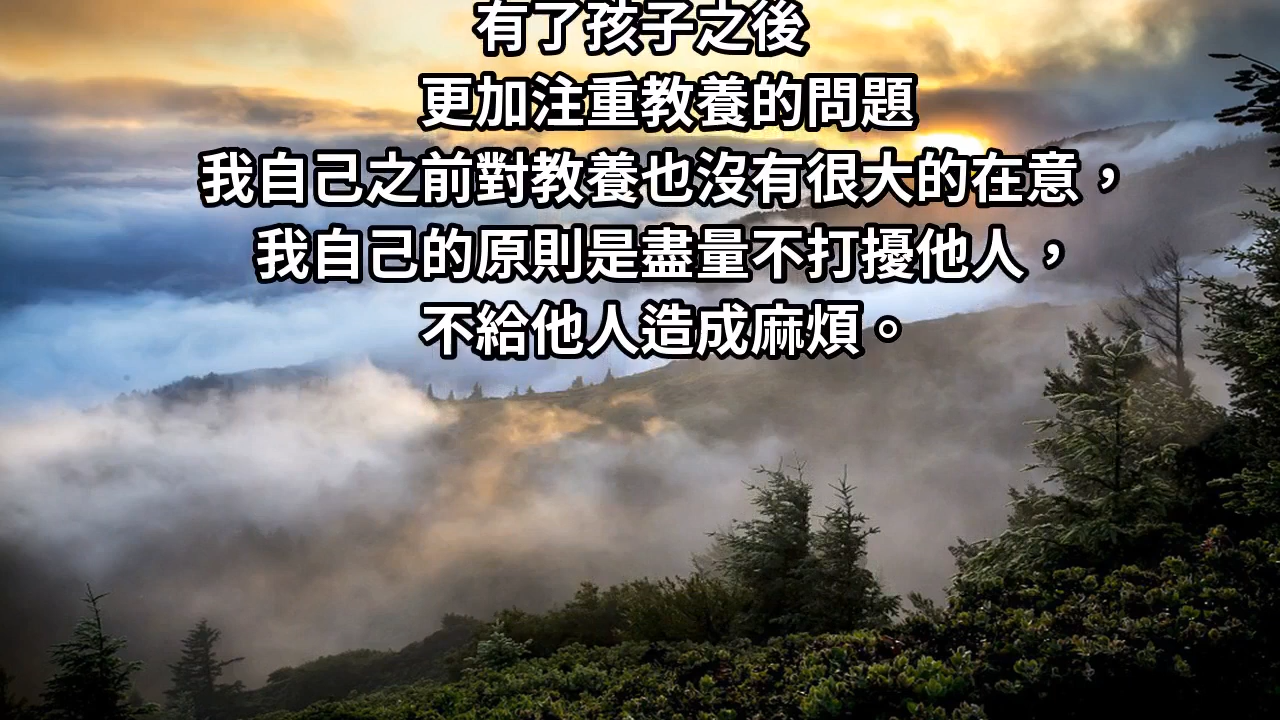 有了孩子之後
更加注重教養的問題
我自己之前對教養也沒有很大的在意，
我自己的原則是盡量不打擾他人，
不給他人造成麻煩。